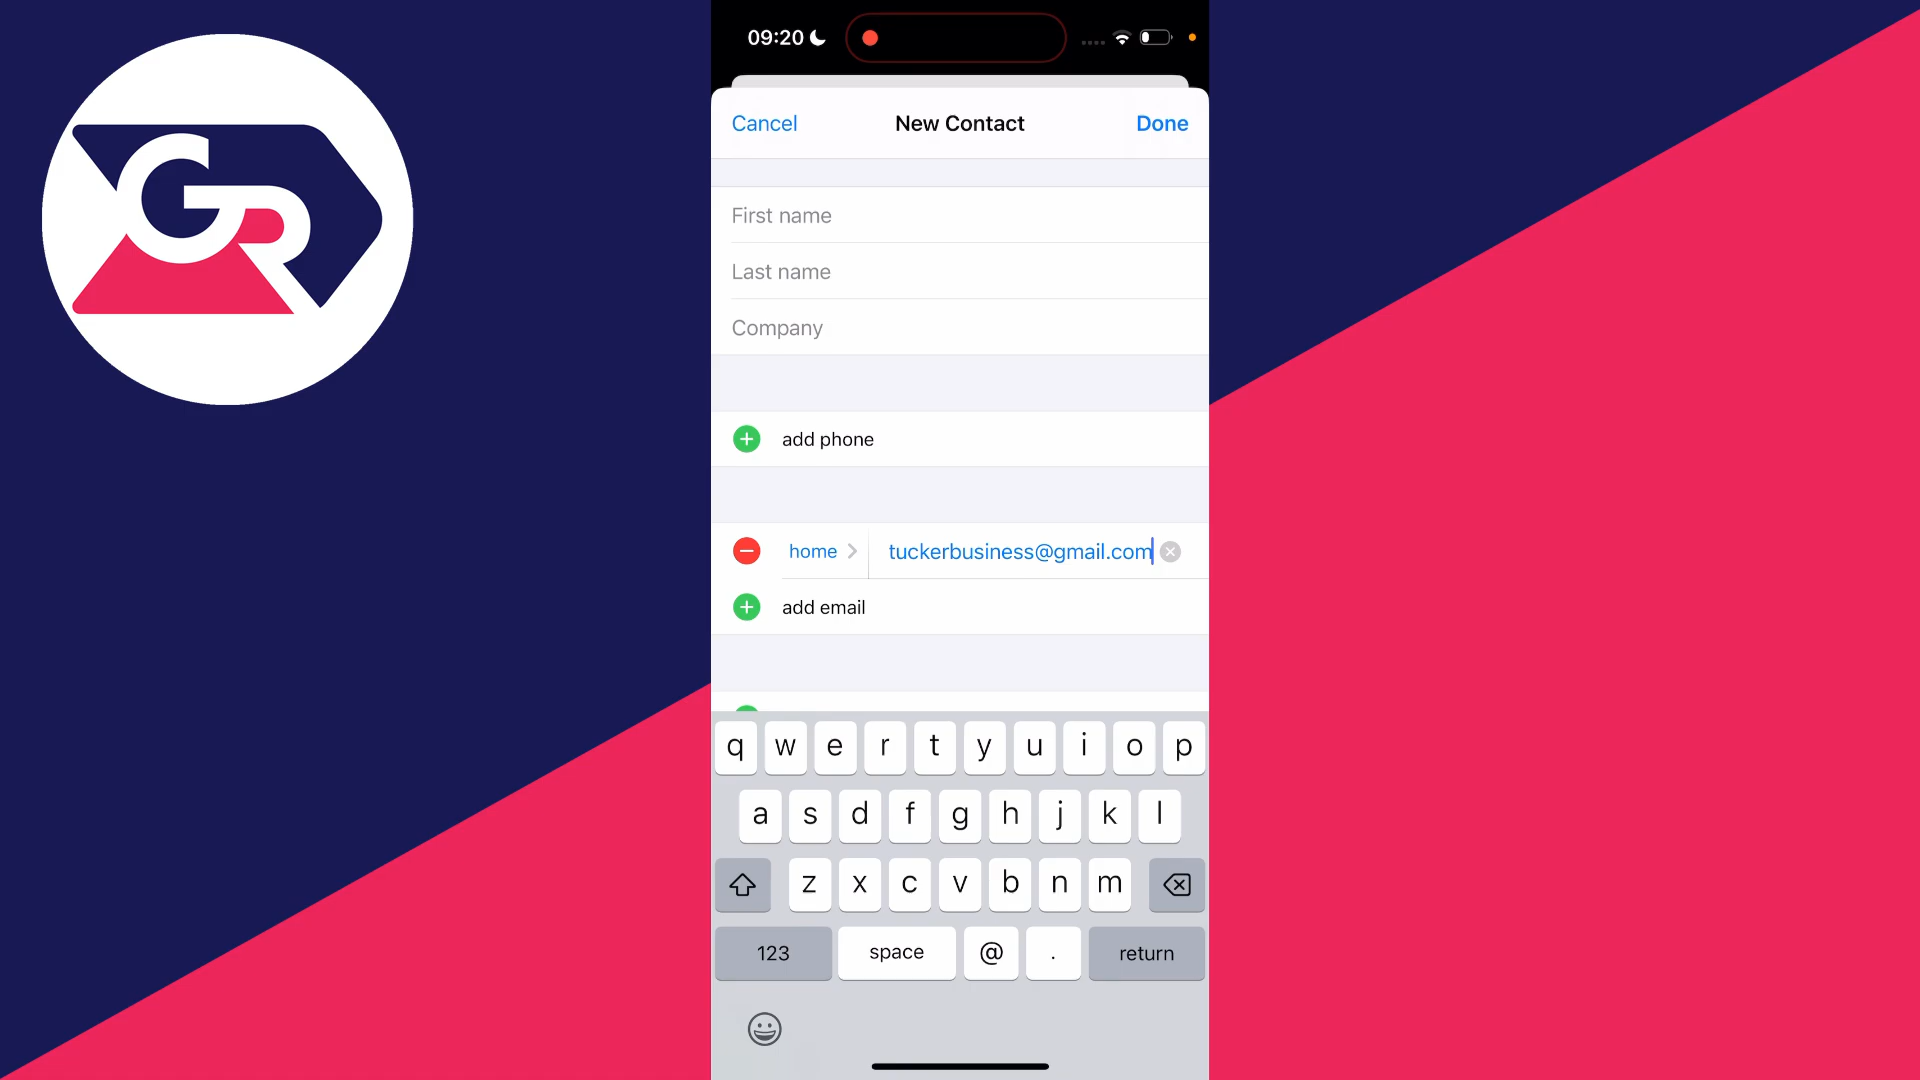 GR
09:20
Cancel New Contact Done
First name
Last name
Company
add phone
home tuckerbusiness@gmail.com
add email
q w e r t y u i o p
a s d f g h j k l
z x c v b n m
123 space @ . return